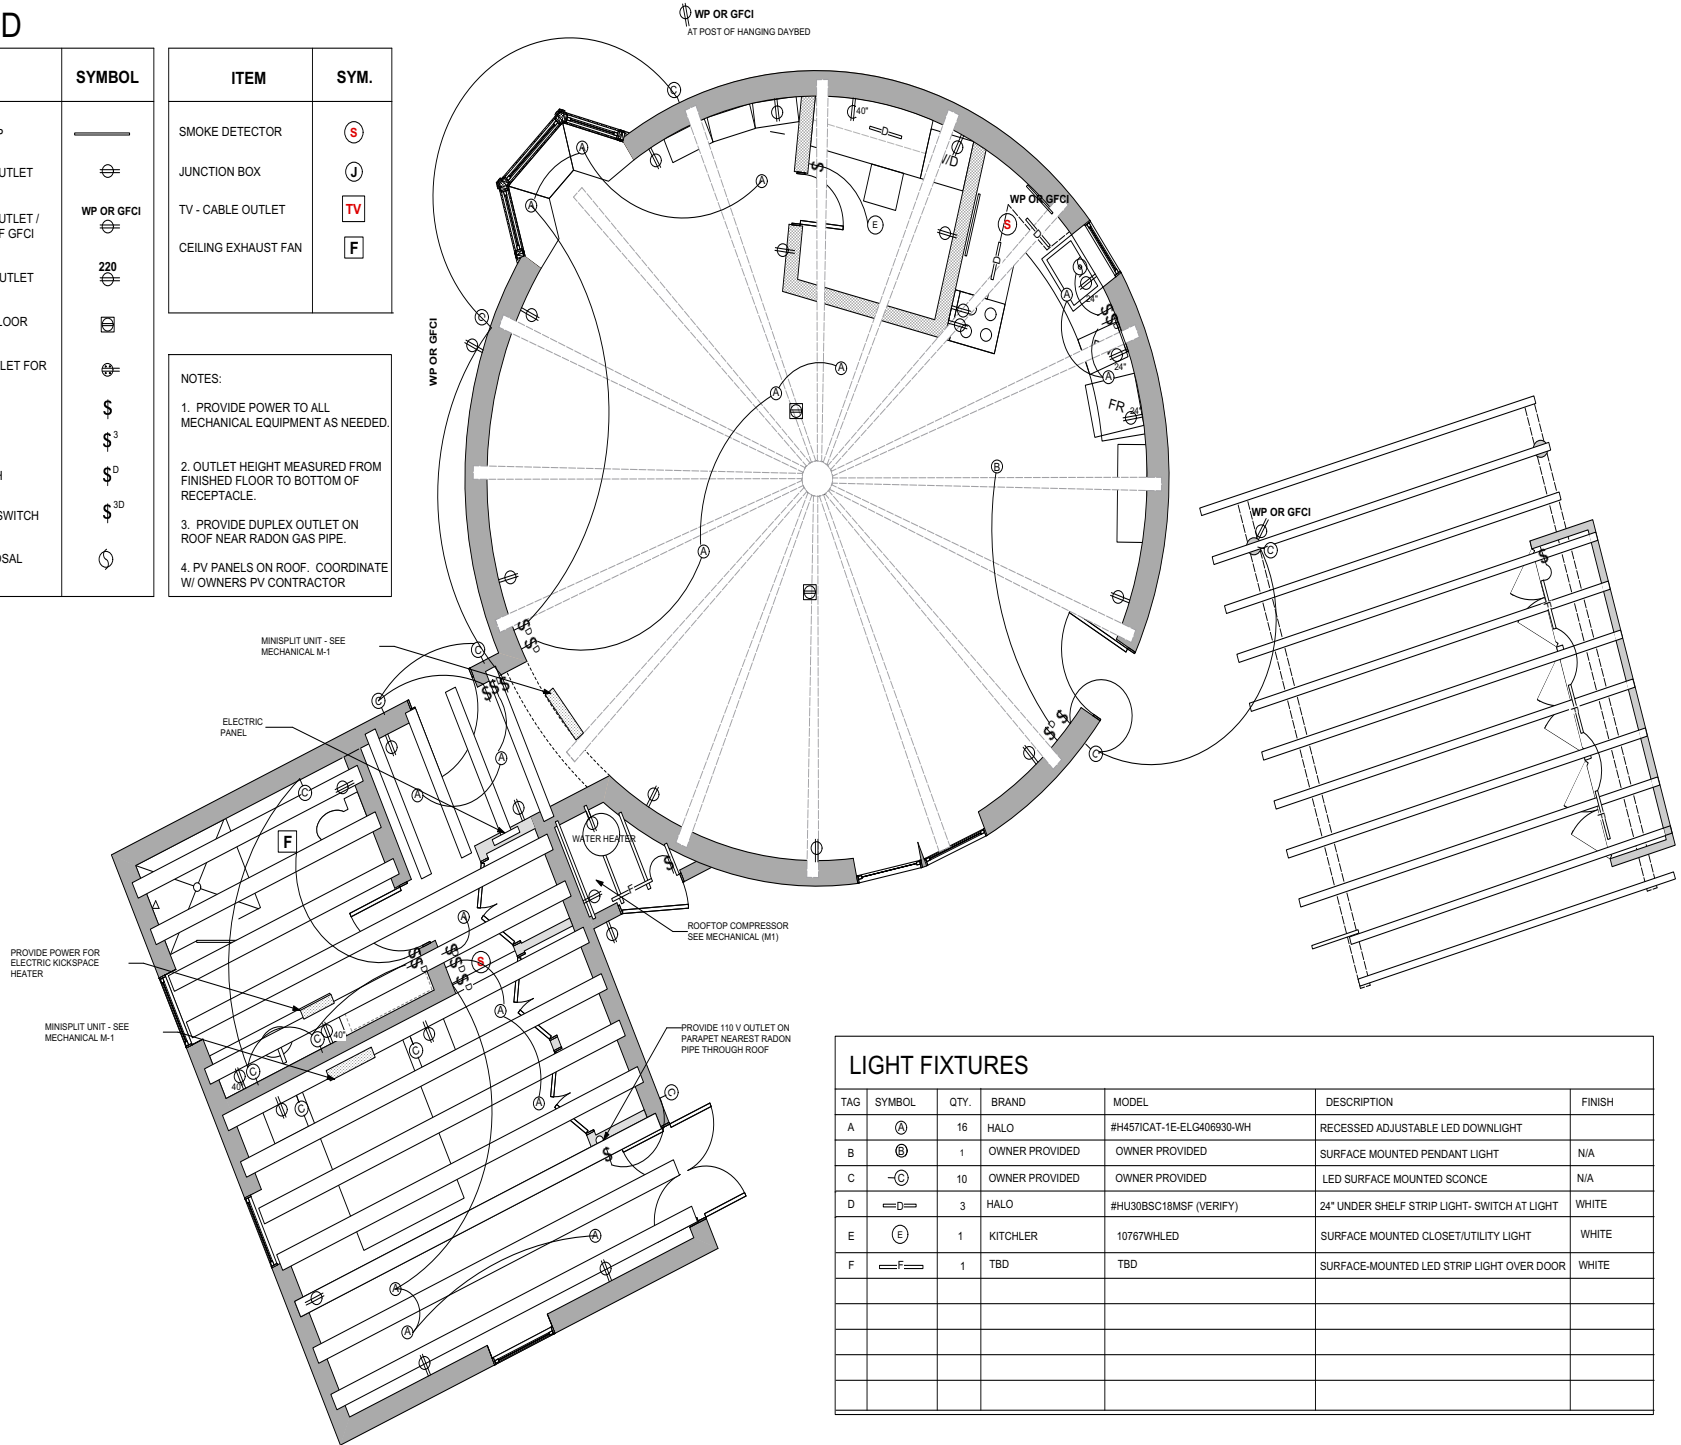 D
SYMBOL
P
UTLET
UTLET /
F GFCI
WP OR GFCI
UTLET
220
LOOR
LET FOR
$
$3
H
$D
SWITCH
$3D
OSAL
ITEM SYM.
SMOKE DETECTOR S
JUNCTION BOX J
TV - CABLE OUTLET TV
CEILING EXHAUST FAN F
NOTES:
1. PROVIDE POWER TO ALL
MECHANICAL EQUIPMENT AS NEEDED.
2. OUTLET HEIGHT MEASURED FROM
FINISHED FLOOR TO BOTTOM OF
RECEPTACLE.
3. PROVIDE DUPLEX OUTLET ON
ROOF NEAR RADON GAS PIPE.
4. PV PANELS ON ROOF. COORDINATE
W/ OWNERS PV CONTRACTOR
WP OR GFCI
AT POST OF HANGING DAYBED
40"
D
W/D
WP OR GFCI
S
E
24"
24"
FR
24"
WP OR GFCI
B
WP OR GFCI
MINISPLIT UNIT - SEE
MECHANICAL M-1
ELECTRIC
PANEL
WATER HEATER
F
ROOFTOP COMPRESSOR
SEE MECHANICAL (M1)
PROVIDE POWER FOR
ELECTRIC KICKSPACE
HEATER
S
MINISPLIT UNIT - SEE
MECHANICAL M-1
40"
40"
PROVIDE 110 V OUTLET ON
PARAPET NEAREST RADON
PIPE THROUGH ROOF
LIGHT FIXTURES
TAG SYMBOL QTY. BRAND MODEL DESCRIPTION FINISH
A A 16 HALO #H457ICAT-1E-ELG406930-WH RECESSED ADJUSTABLE LED DOWNLIGHT
B B 1 OWNER PROVIDED OWNER PROVIDED SURFACE MOUNTED PENDANT LIGHT N/A
C C 10 OWNER PROVIDED OWNER PROVIDED LED SURFACE MOUNTED SCONCE N/A
D D 3 HALO #HU30BSC18MSF (VERIFY) 24" UNDER SHELF STRIP LIGHT- SWITCH AT LIGHT WHITE
E E 1 KITCHLER 10767WHLED SURFACE MOUNTED CLOSET/UTILITY LIGHT WHITE
F F 1 TBD TBD SURFACE-MOUNTED LED STRIP LIGHT OVER DOOR WHITE